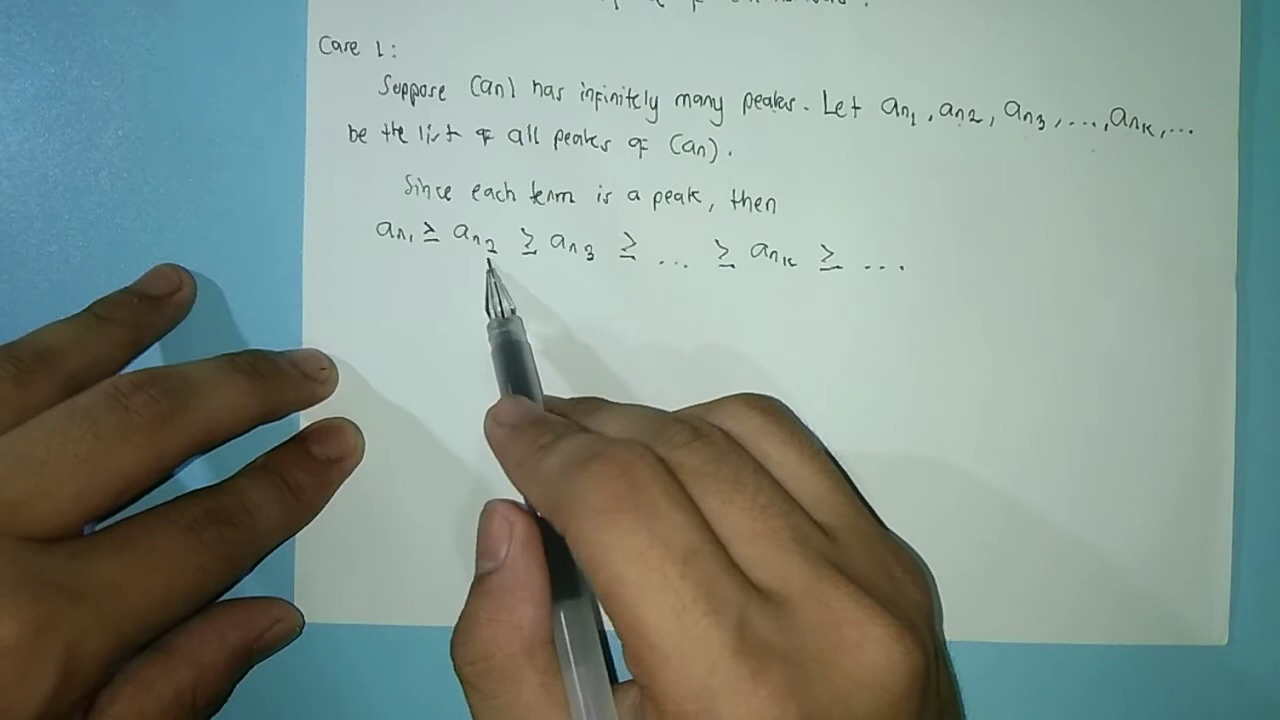 Case 1:
Suppose (an) has infinitely many peaks. Let an₁, an₂, an₃, ..., anₖ, ...
be the list of all peaks of (an).
Since each term is a peak, then
an₁ ≥ an₂ ≥ an₃ ≥ ... ≥ anₖ ≥ ...